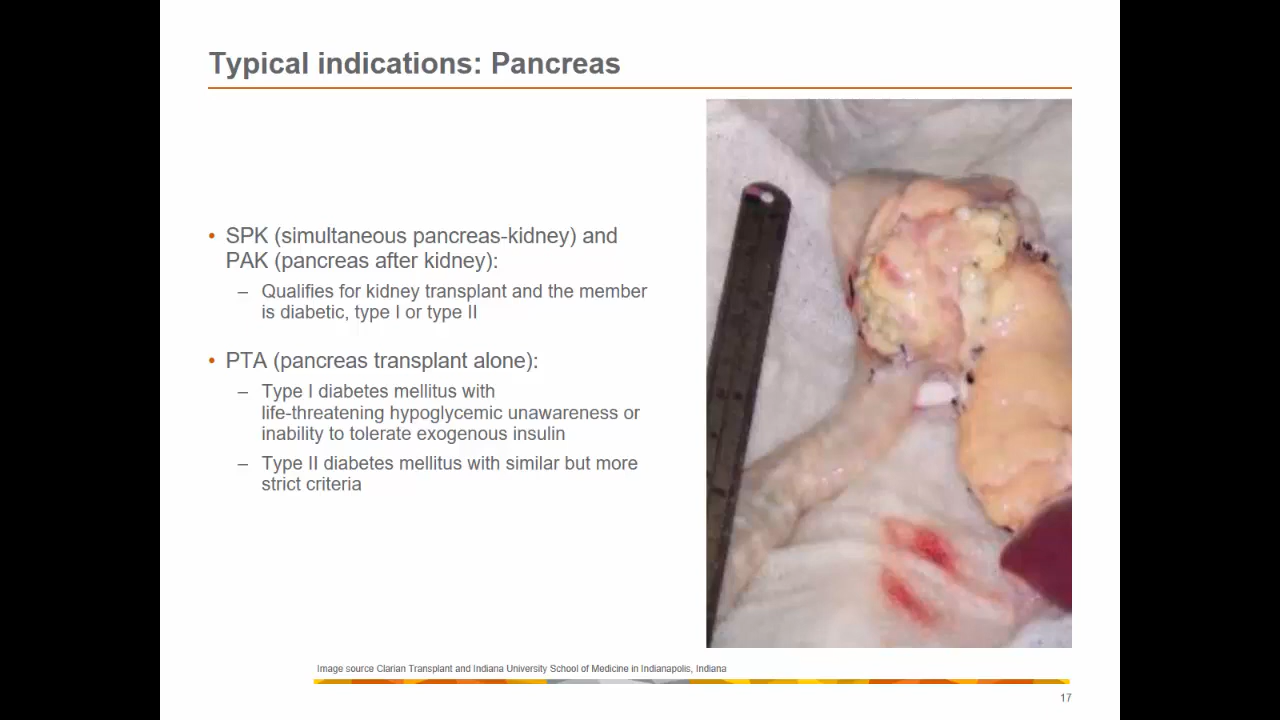 Typical indications: Pancreas
• SPK (simultaneous pancreas-kidney) and
PAK (pancreas after kidney):
– Qualifies for kidney transplant and the member
is diabetic, type I or type II
• PTA (pancreas transplant alone):
– Type I diabetes mellitus with
life-threatening hypoglycemic unawareness or
inability to tolerate exogenous insulin
– Type II diabetes mellitus with similar but more
strict criteria
Image source Clarian Transplant and Indiana University School of Medicine in Indianapolis, Indiana
17